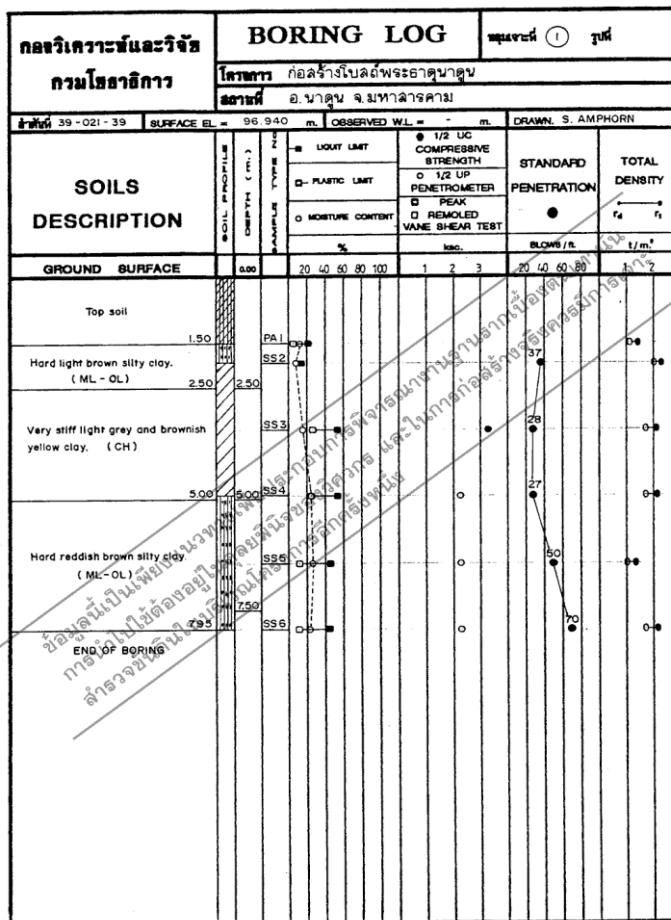 กองวิเคราะห์และวิจัย
กรมโยธาธิการ
BORING LOG
หลุมเจาะที่ 1 รูปที่
โครงการ ก่อสร้างโบสถ์พระธาตุนาดูน
สถานที่ อ.นาดูน จ.มหาสารคาม
ลำดับที่ 39-021-39 SURFACE EL = 96.940 m. OBSERVED W.L. = - m. DRAWN. S. AMPHORN
SOILS DESCRIPTION
SOIL PROFILE
DEPTH (m.)
SAMPLE TYPE
LIQUIT LIMIT
PLASTIC LIMIT
MOISTURE CONTENT
%
1/2 UC COMPRESSIVE STRENGTH
1/2 UP PENETROMETER
PEAK
REMOLED
VANE SHEAR TEST
ksc.
STANDARD PENETRATION
BLOWS / ft.
TOTAL DENSITY
t/m.³
GROUND SURFACE 0.00 20 40 60 80 100 1 2 3 20 40 60 80 1 2
Top soil
1.50 PA1
Hard light brown silty clay. SS2 37
(ML-OL) 2.50 2.50
Very stiff light grey and brownish SS3 28
yellow clay. (CH)
5.00 5.00 SS4 27
Hard reddish brown silty clay. SS5 50
(ML-OL)
7.50
7.95 SS6 70
END OF BORING